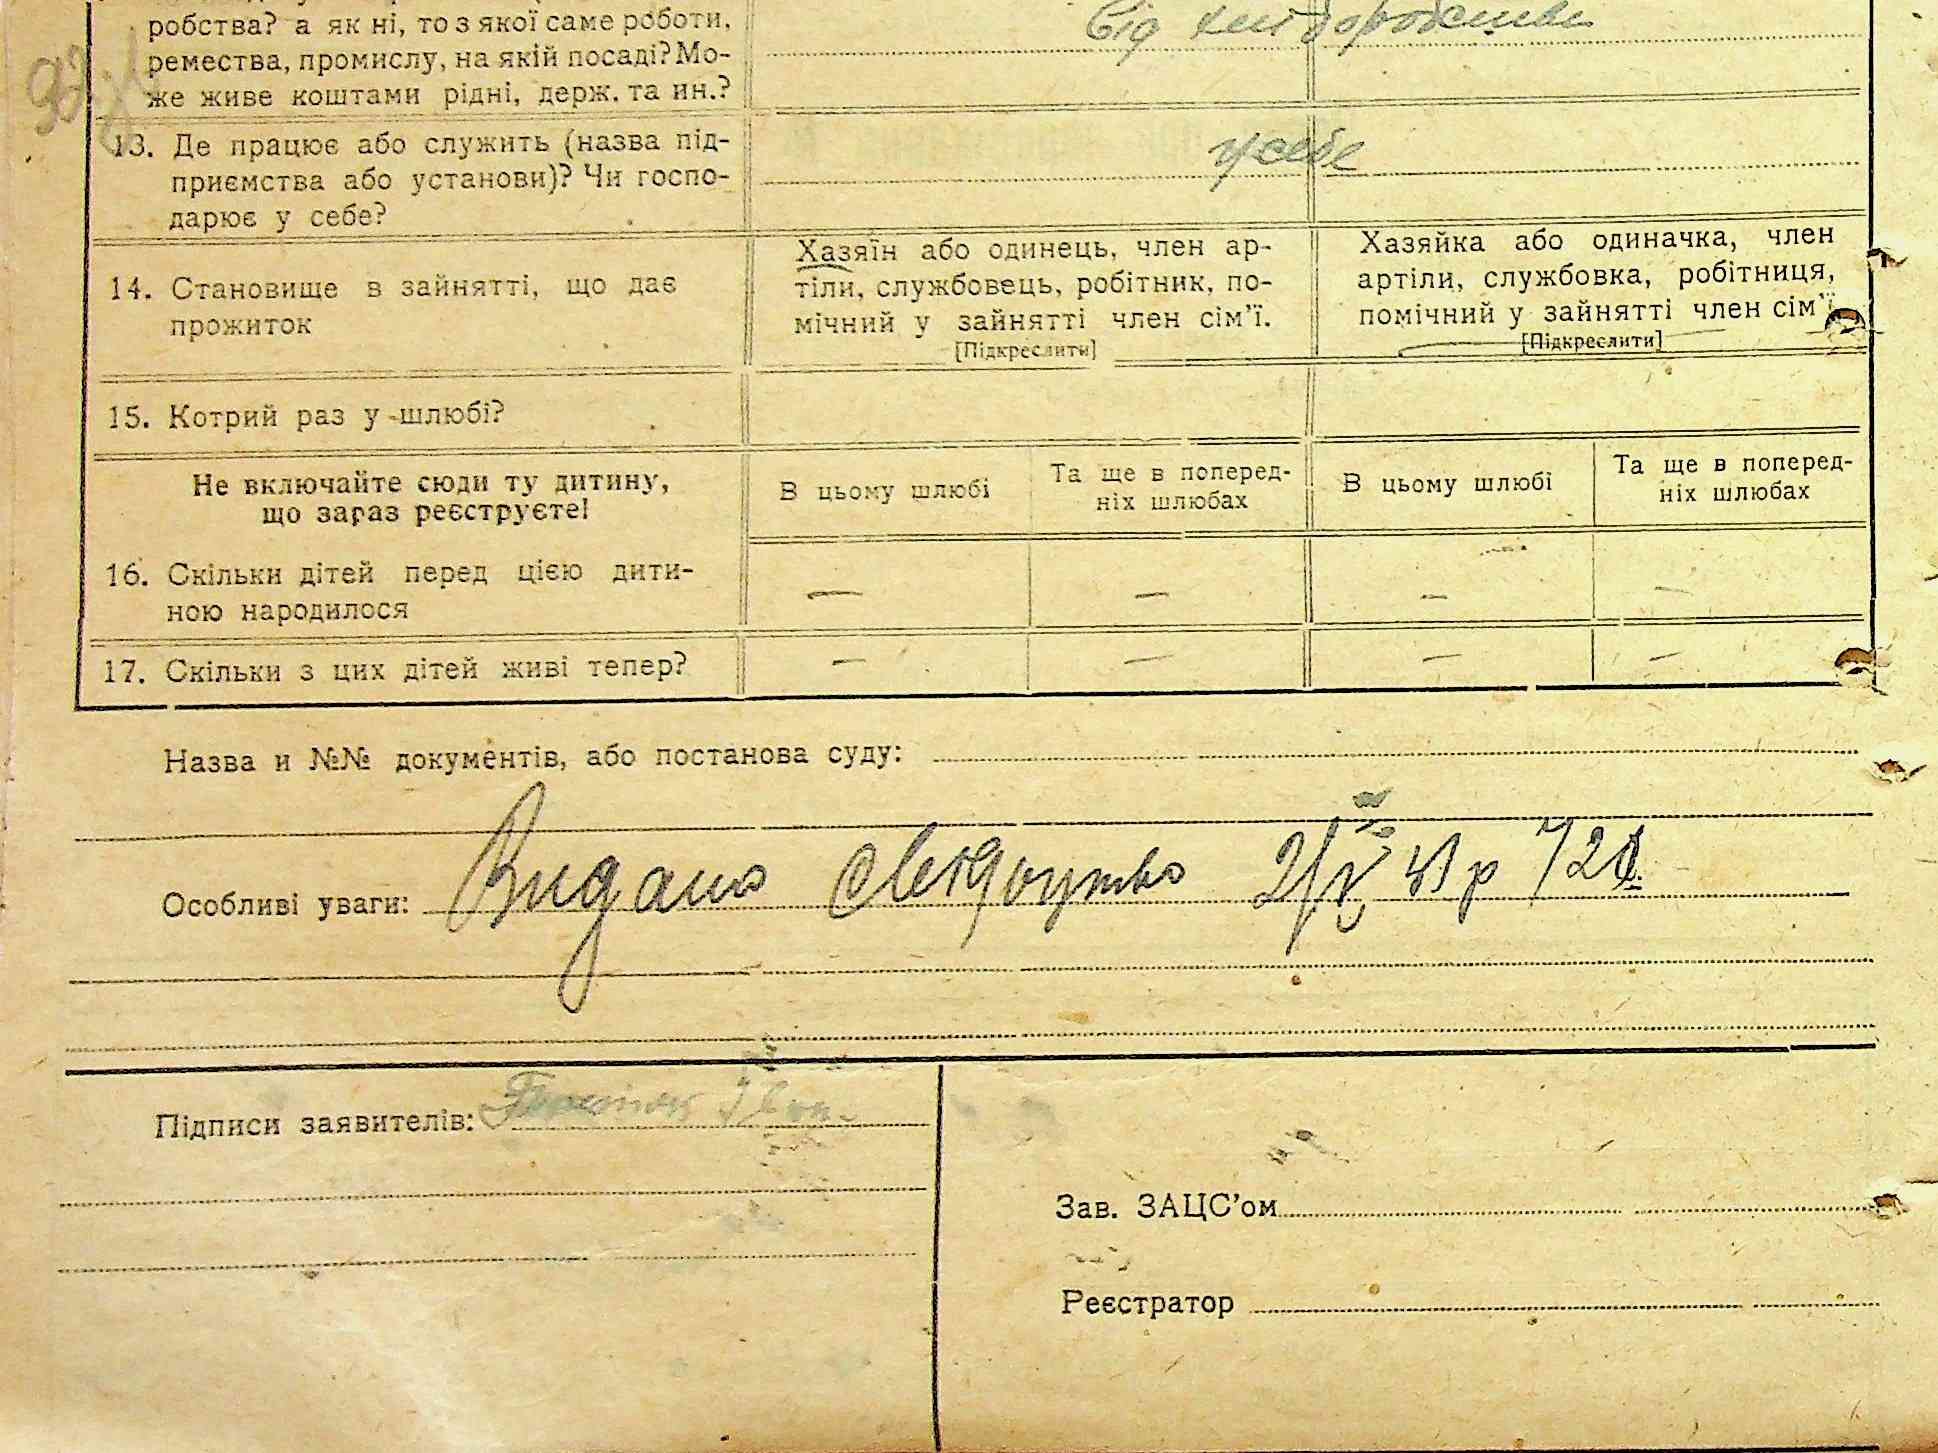 робства? а як ні, то з якої саме роботи,
ремества, промислу, на якій посаді? Мо-
же живе коштами рідні, держ. та ин.?
Від хліборобства
13. Де працює або служить (назва під-
приємства або установи)? Чи госпо-
дарює у себе?
у себе
14. Становище в зайнятті, що дає
прожиток
Хазяїн або одинець, член ар-
тіли, службовець, робітник, по-
мічний у зайнятті член сім'ї.
[Підкреслити]
Хазяйка або одиначка, член
артіли, службовка, робітниця,
помічний у зайнятті член сім'ї
[Підкреслити]
15. Котрий раз у шлюбі?
Не включайте сюди ту дитину,
що зараз реєструєте!
В цьому шлюбі
Та ще в поперед-
ніх шлюбах
В цьому шлюбі
Та ще в поперед-
ніх шлюбах
16. Скільки дітей перед цією дити-
ною народилося
— — — —
17. Скільки з цих дітей живі тепер?
— — — —
Назва и №№ документів, або постанова суду:
Особливі уваги: Видано свідоцтво
Підписи заявителів:
Зав. ЗАЦС'ом
Реєстратор